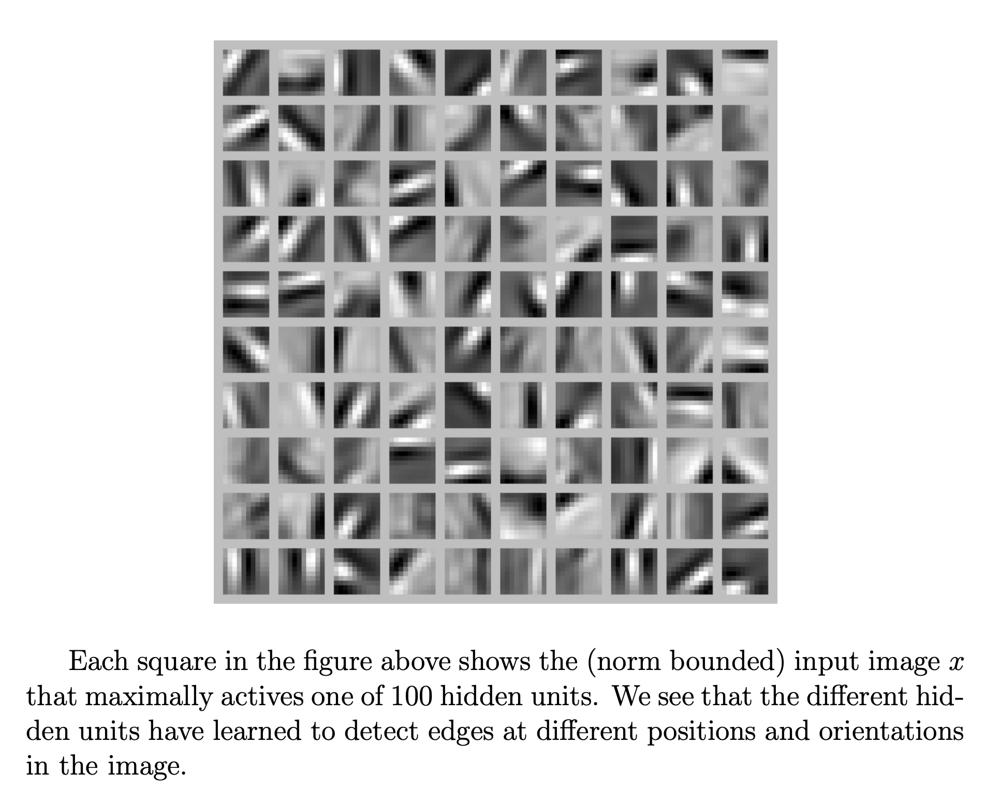 Each square in the figure above shows the (norm bounded) input image x
that maximally actives one of 100 hidden units. We see that the different hid-
den units have learned to detect edges at different positions and orientations
in the image.